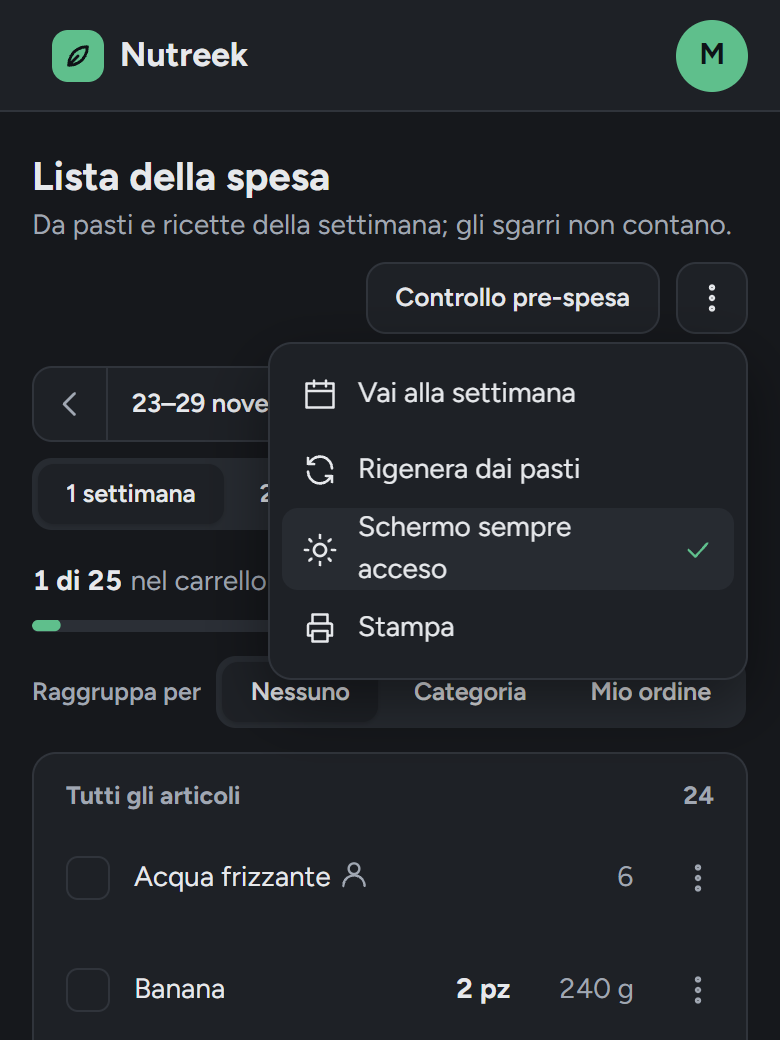 Nutreek
M
Lista della spesa
Da pasti e ricette della settimana; gli sgarri non contano.
Controllo pre-spesa
Vai alla settimana
23–29 nove
Rigenera dai pasti
1 settimana
Schermo sempre
acceso
1 di 25 nel carrello
Stampa
Raggruppa per Nessuno Categoria Mio ordine
Tutti gli articoli 24
Acqua frizzante 6
Banana 2 pz 240 g